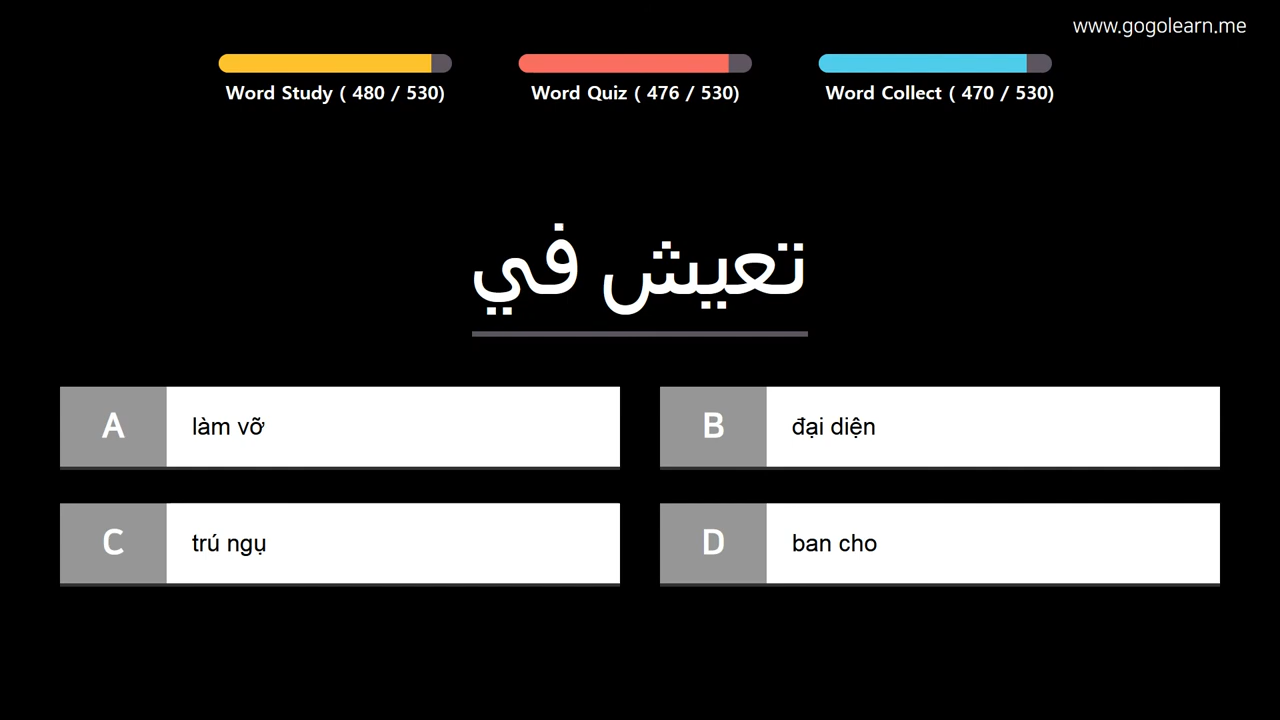 www.gogolearn.me
Word Study ( 480 / 530)
Word Quiz ( 476 / 530)
Word Collect ( 470 / 530)
تعيش في
A làm vỡ
B đại diện
C trú ngụ
D ban cho